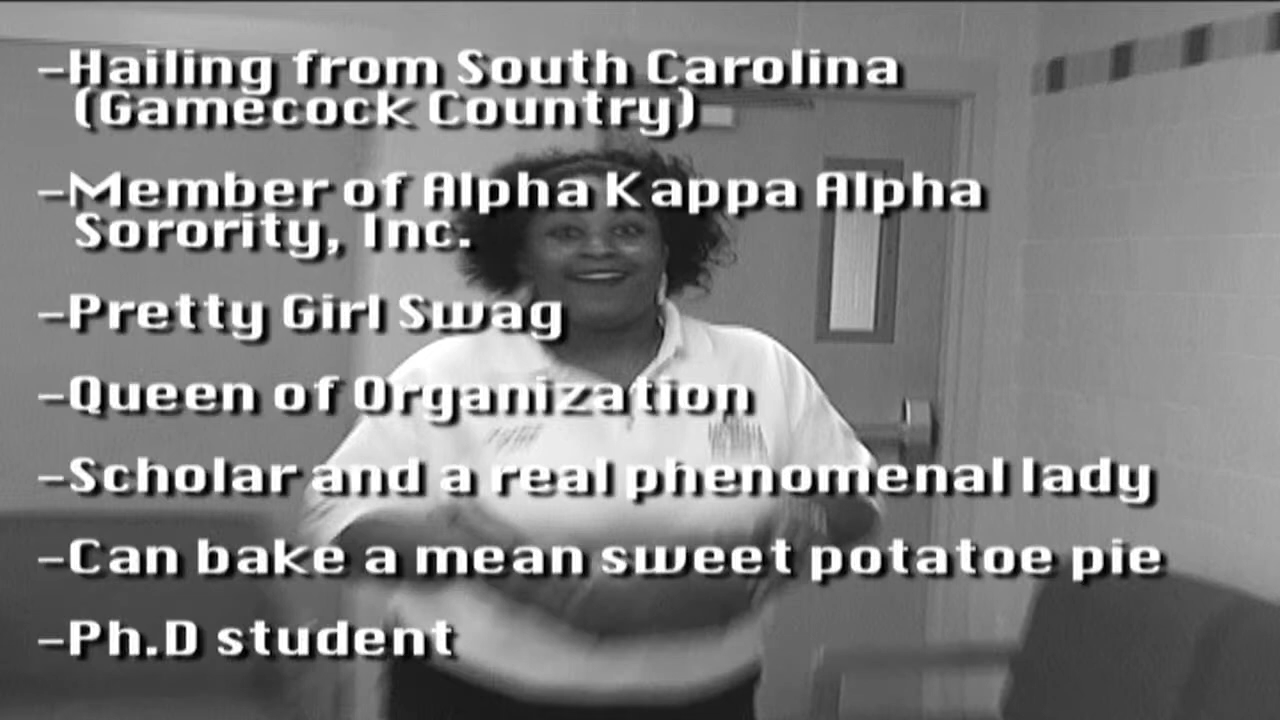 -Hailing from South Carolina
(Gamecock Country)
-Member of Alpha Kappa Alpha
Sorority, Inc.
-Pretty Girl Swag
-Queen of Organization
-Scholar and a real phenomenal lady
-Can bake a mean sweet potatoe pie
-Ph.D student